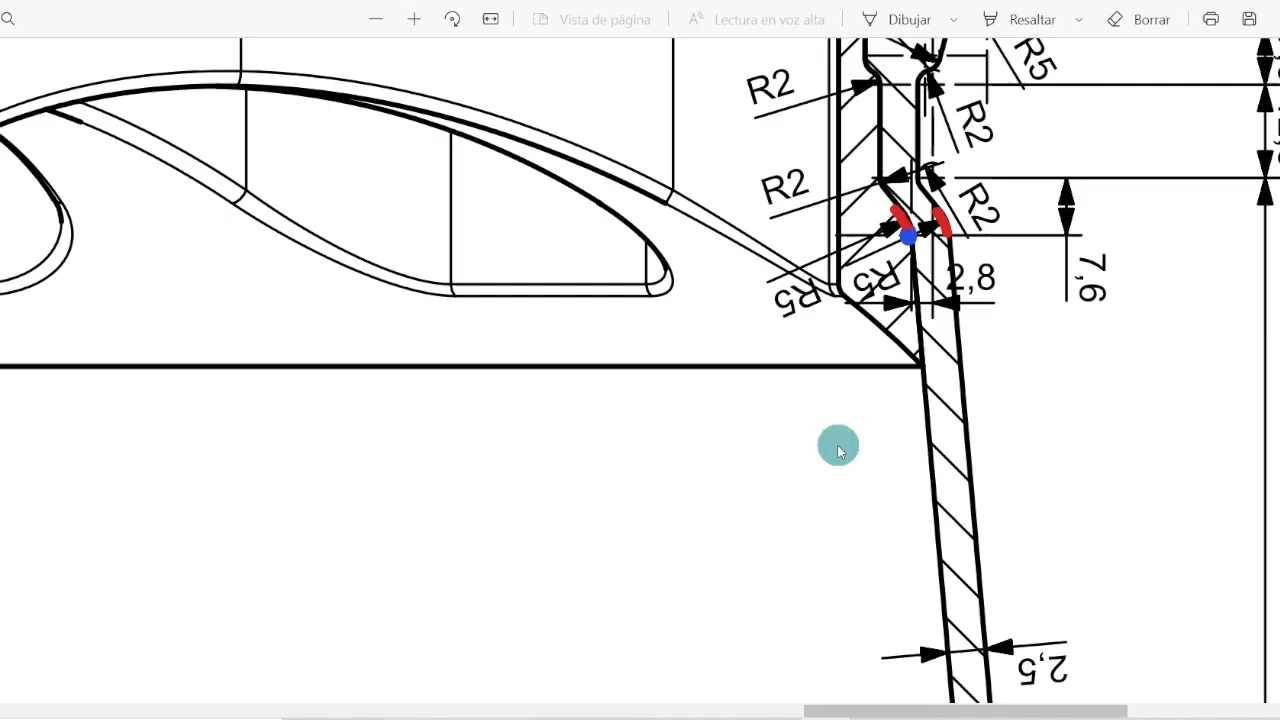 Vista de página
Lectura en voz alta
Dibujar
Resaltar
Borrar
R5
R2
R2
R2
R2
R5
R5
2,8
7,6
2,5